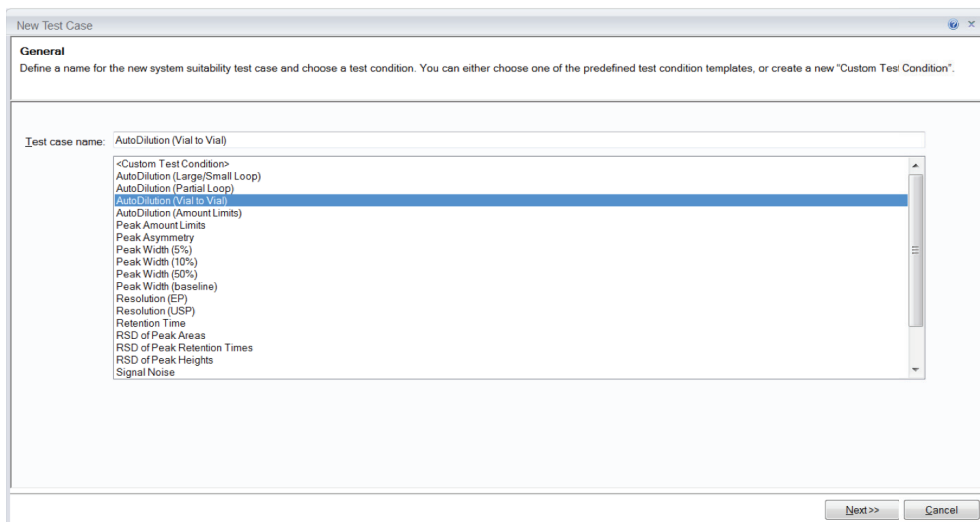 New Test Case
General
Define a name for the new system suitability test case and choose a test condition. You can either choose one of the predefined test condition templates, or create a new "Custom Test Condition".
Test case name: AutoDilution (Vial to Vial)
<Custom Test Condition>
AutoDilution (Large/Small Loop)
AutoDilution (Partial Loop)
AutoDilution (Vial to Vial)
AutoDilution (Amount Limits)
Peak Amount Limits
Peak Asymmetry
Peak Width (5%)
Peak Width (10%)
Peak Width (50%)
Peak Width (baseline)
Resolution (EP)
Resolution (USP)
Retention Time
RSD of Peak Areas
RSD of Peak Retention Times
RSD of Peak Heights
Signal Noise
Next >> Cancel